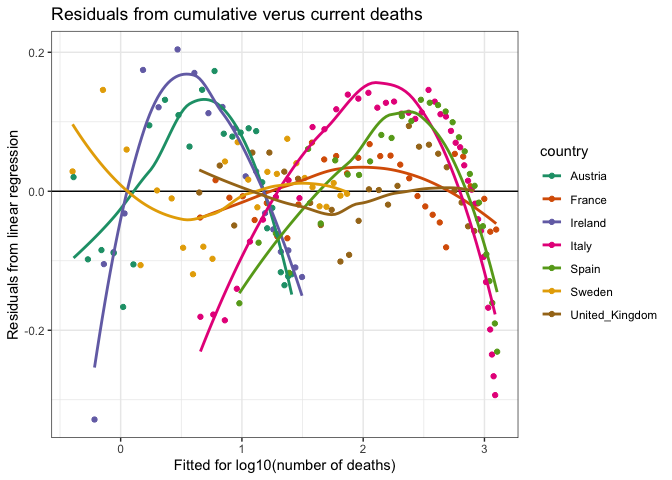 Residuals from cumulative verus current deaths
Residuals from linear regression
0.2
0.0
-0.2
0
1
2
3
Fitted for log10(number of deaths)
country
Austria
France
Ireland
Italy
Spain
Sweden
United_Kingdom